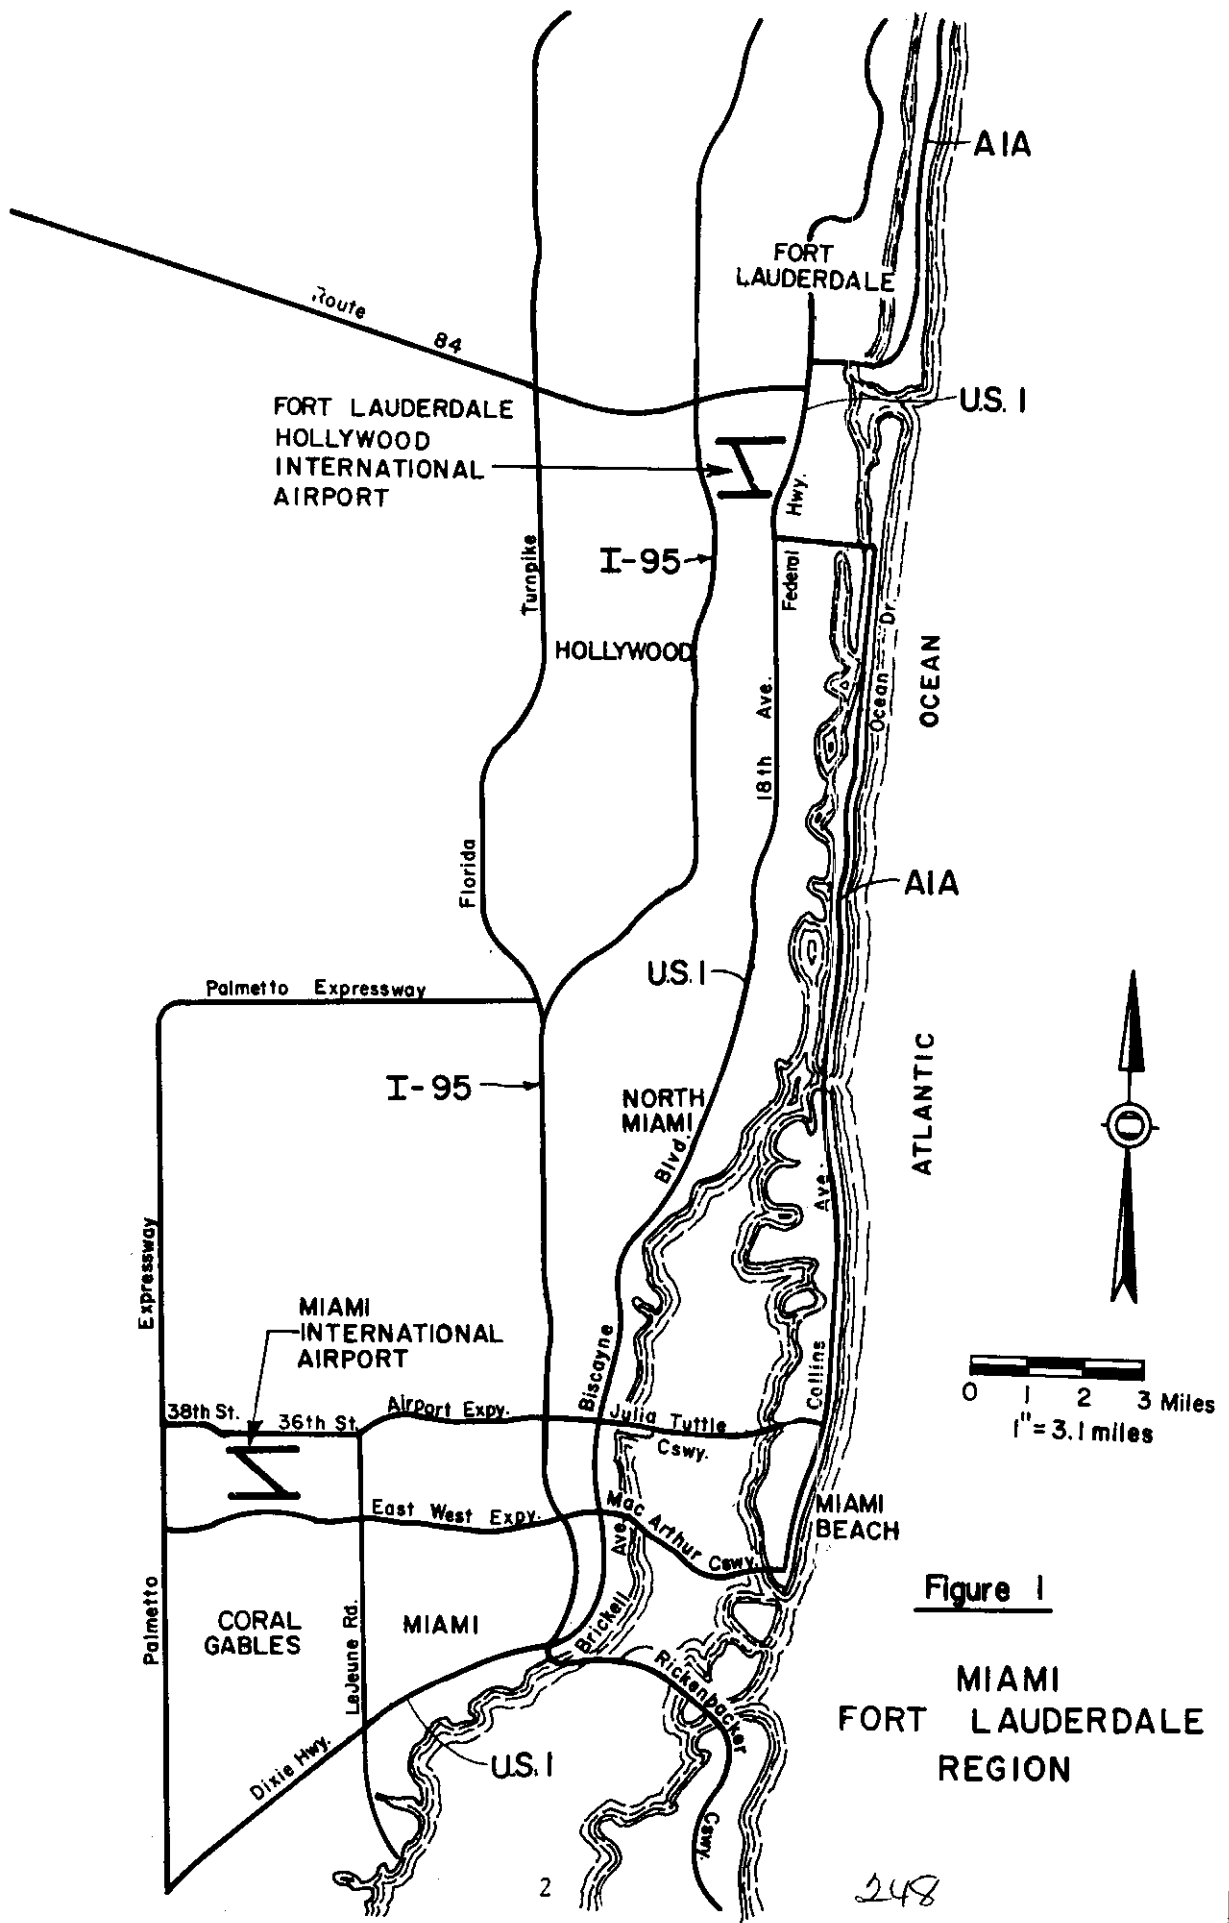 A1A
FORT
LAUDERDALE
Route 84
U.S. 1
FORT LAUDERDALE
HOLLYWOOD
INTERNATIONAL
AIRPORT
Hwy.
I-95
Turnpike
Federal
Ocean Dr.
HOLLYWOOD
OCEAN
Ocean
18th Ave.
Florida
A1A
U.S. 1
Palmetto Expressway
ATLANTIC
I-95
NORTH
MIAMI
Blvd.
Ave.
Expressway
MIAMI
INTERNATIONAL
AIRPORT
Biscayne
Collins
0 1 2 3 Miles
1" = 3.1 miles
38th St.
36th St.
Airport Expy.
Julia Tuttle
Cswy.
East West Expy.
Mac Arthur Cswy.
MIAMI
BEACH
Ave.
Brickell
Figure 1
Palmetto
CORAL
GABLES
LeJeune Rd.
MIAMI
Rickenbacker
MIAMI
FORT LAUDERDALE
REGION
Dixie Hwy.
U.S. 1
Cswy.
2
248